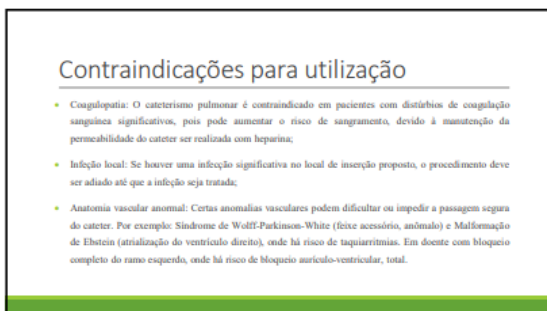 Contraindicações para utilização
Coagulopatia: O cateterismo pulmonar é contraindicado em pacientes com distúrbios de coagulação
sanguínea significativos, pois pode aumentar o risco de sangramento, devido à manutenção da
permeabilidade do cateter ser realizada com heparina;
Infeção local: Se houver uma infecção significativa no local de inserção proposto, o procedimento deve
ser adiado até que a infeção seja tratada;
Anatomia vascular anormal: Certas anomalias vasculares podem dificultar ou impedir a passagem segura
do cateter. Por exemplo: Síndrome de Wolff-Parkinson-White (feixe acessório, anômalo) e Malformação
de Ebstein (atrialização do ventrículo direito), onde há risco de taquiarritmias. Em doente com bloqueio
completo do ramo esquerdo, onde há risco de bloqueio aurículo-ventricular, total.